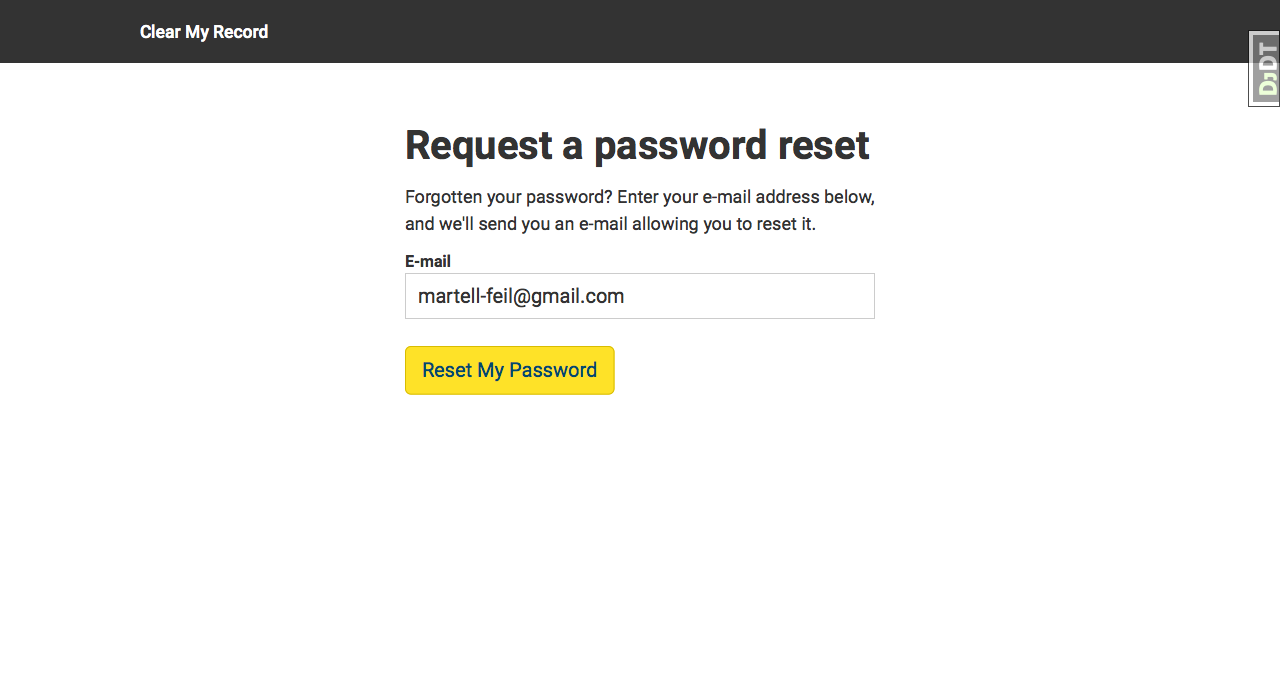 Clear My Record
DjDT
Request a password reset
Forgotten your password? Enter your e-mail address below,
and we'll send you an e-mail allowing you to reset it.
E-mail
martell-feil@gmail.com
Reset My Password